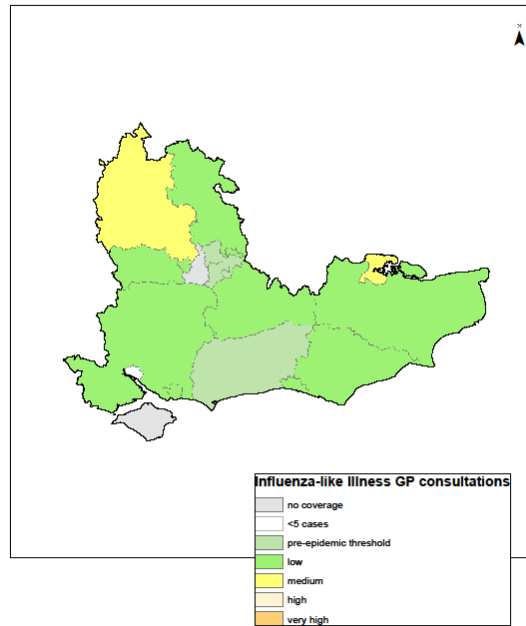 N
Influenza-like Illness GP consultations
no coverage
<5 cases
pre-epidemic threshold
low
medium
high
very high